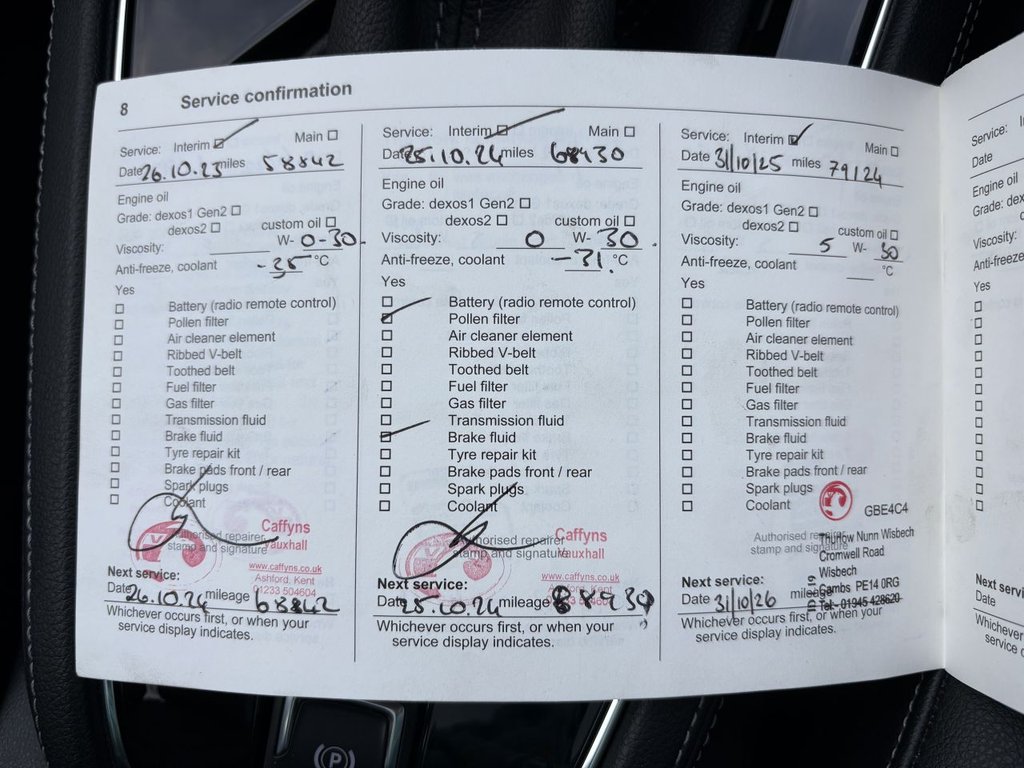 8 Service confirmation
Service: Interim Main
Date 26.10.23 miles 58842
Engine oil
Grade: dexos1 Gen2
dexos2 custom oil
Viscosity: W- 0-30
Anti-freeze, coolant -35 °C
Yes
Battery (radio remote control)
Pollen filter
Air cleaner element
Ribbed V-belt
Toothed belt
Fuel filter
Gas filter
Transmission fluid
Brake fluid
Tyre repair kit
Brake pads front / rear
Spark plugs
Coolant
Authorised repairer
stamp and signature
Caffyns
Vauxhall
www.caffyns.co.uk
Ashford, Kent
01233 504604
Next service:
Date 26.10.24 mileage 68842
Whichever occurs first, or when your
service display indicates.
Service: Interim Main
Date 25.10.24 miles 68430
Engine oil
Grade: dexos1 Gen2
dexos2 custom oil
Viscosity: 0 W- 30
Anti-freeze, coolant -31. °C
Yes
Battery (radio remote control)
Pollen filter
Air cleaner element
Ribbed V-belt
Toothed belt
Fuel filter
Gas filter
Transmission fluid
Brake fluid
Tyre repair kit
Brake pads front / rear
Spark plugs
Coolant
Authorised repairer
stamp and signature
Caffyns
Vauxhall
www.caffyns.co.uk
Next service:
Date 25.10.24 mileage
Whichever occurs first, or when your
service display indicates.
Service: Interim Main
Date 31/10/25 miles 79124
Engine oil
Grade: dexos1 Gen2
dexos2 custom oil
Viscosity: 5 W- 30
Anti-freeze, coolant °C
Yes
Battery (radio remote control)
Pollen filter
Air cleaner element
Ribbed V-belt
Toothed belt
Fuel filter
Gas filter
Transmission fluid
Brake fluid
Tyre repair kit
Brake pads front / rear
Spark plugs
Coolant
GBE4C4
Authorised repairer
stamp and signature
Thurlow Nunn Wisbech
Cromwell Road
Wisbech
Cambs PE14 0RG
Tel - 01945 428620
Next service:
Date 31/10/26 mileage
Whichever occurs first, or when your
service display indicates.
Service:
Date
Engine oil
Grade:
Viscosity:
Anti-freeze
Yes
Next
Date
Whichever
service
P